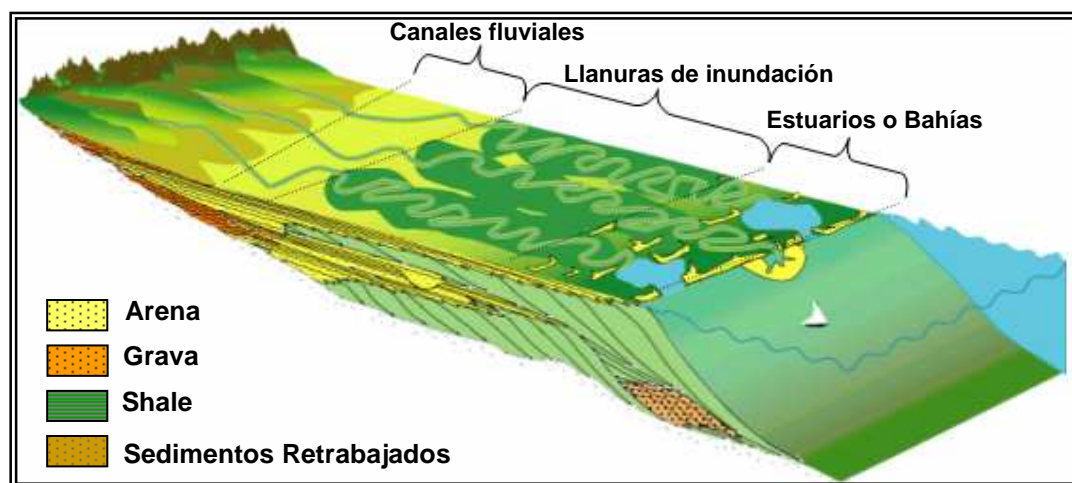 Canales fluviales
Llanuras de inundación
Estuarios o Bahías
Arena
Grava
Shale
Sedimentos Retrabajados